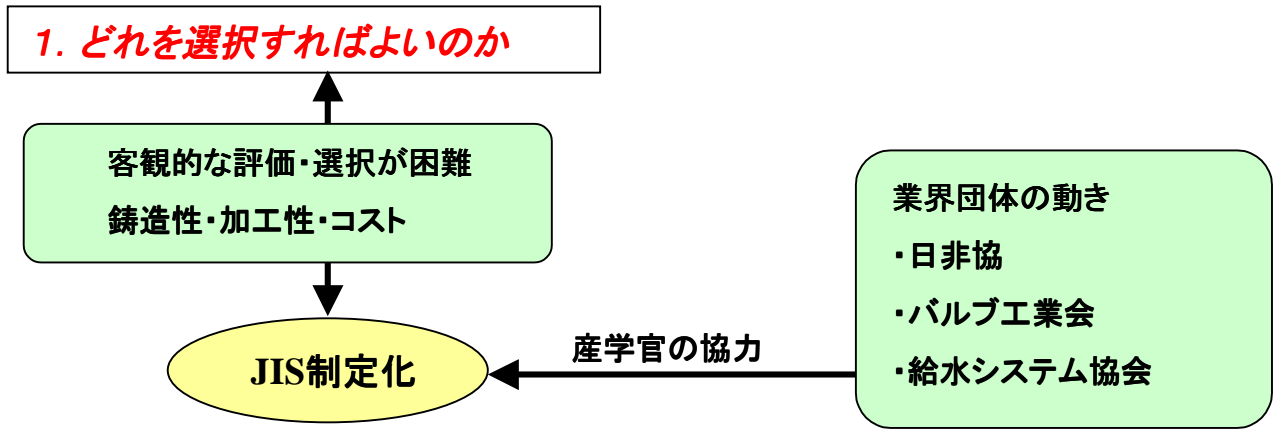 1．どれを選択すればよいのか
客観的な評価・選択が困難
鋳造性・加工性・コスト
業界団体の動き
・日非協
・バルブ工業会
・給水システム協会
産学官の協力
JIS制定化